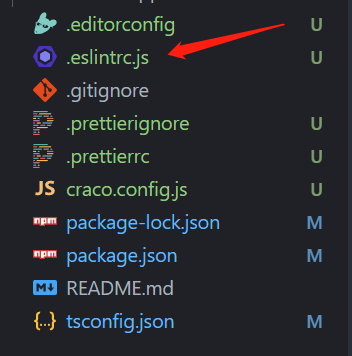 .editorconfig U
.eslintrc.js U
.gitignore
.prettierignore U
.prettierrc U
JS craco.config.js U
npm package-lock.json M
npm package.json M
README.md
{..} tsconfig.json M